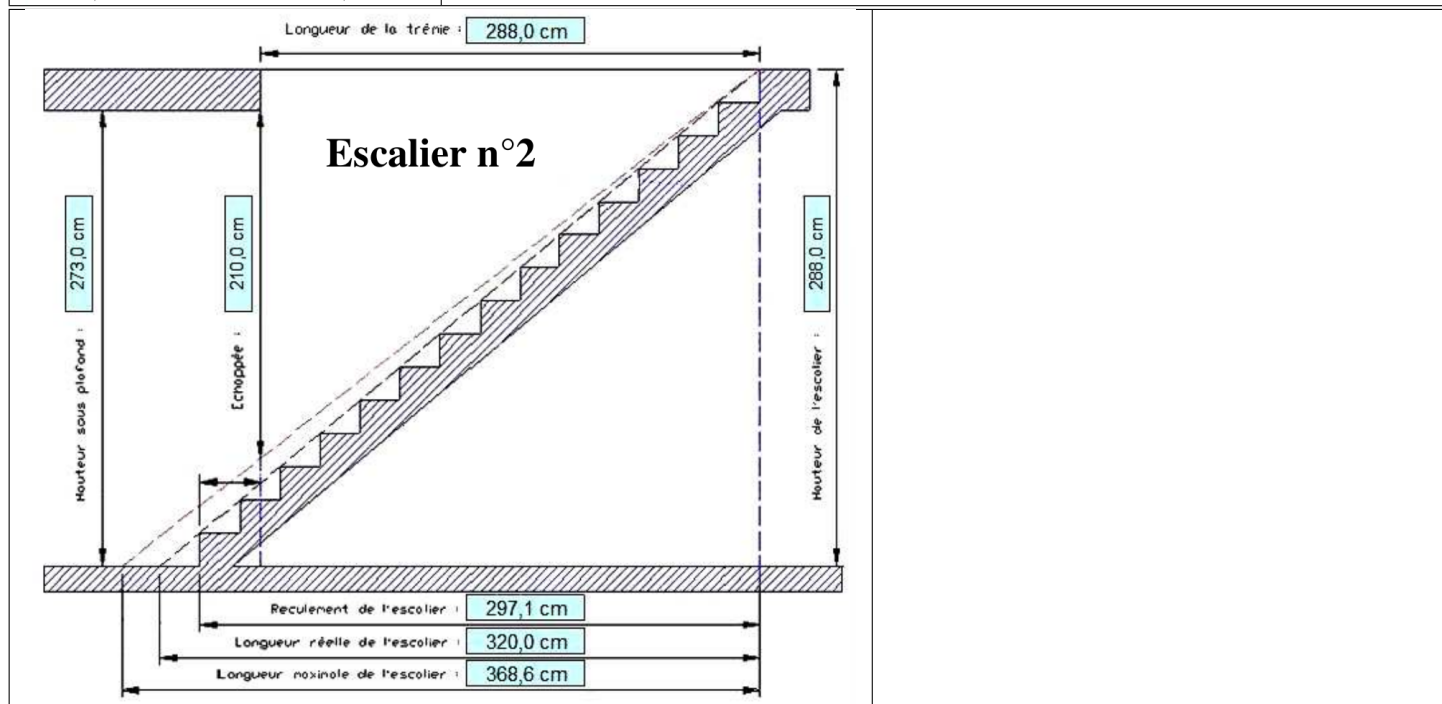 Longueur de la trémie : 288,0 cm
Escalier n°2
Hauteur sous plafond : 273,0 cm
Echappée : 210,0 cm
Hauteur de l'escalier : 288,0 cm
Reculement de l'escalier : 297,1 cm
Longueur réelle de l'escalier : 320,0 cm
Longueur maximale de l'escalier : 368,6 cm